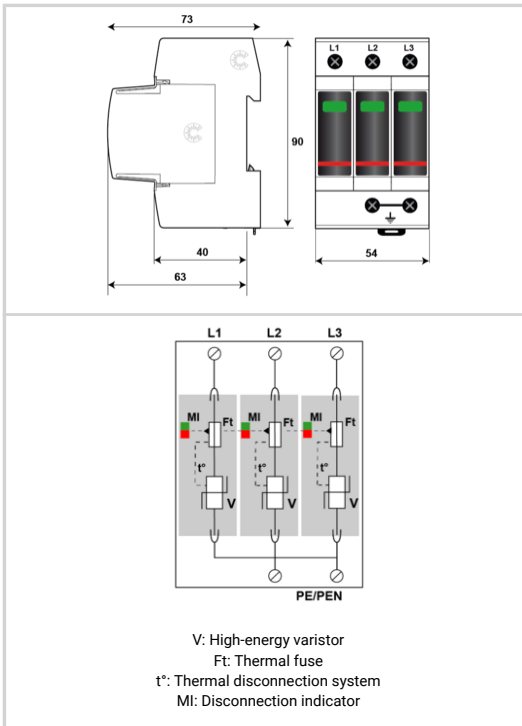 73
L1 L2 L3
90
40
54
63
L1 L2 L3
MI Ft MI Ft MI Ft
t° t° t°
V V V
PE/PEN
V: High-energy varistor
Ft: Thermal fuse
t°: Thermal disconnection system
MI: Disconnection indicator